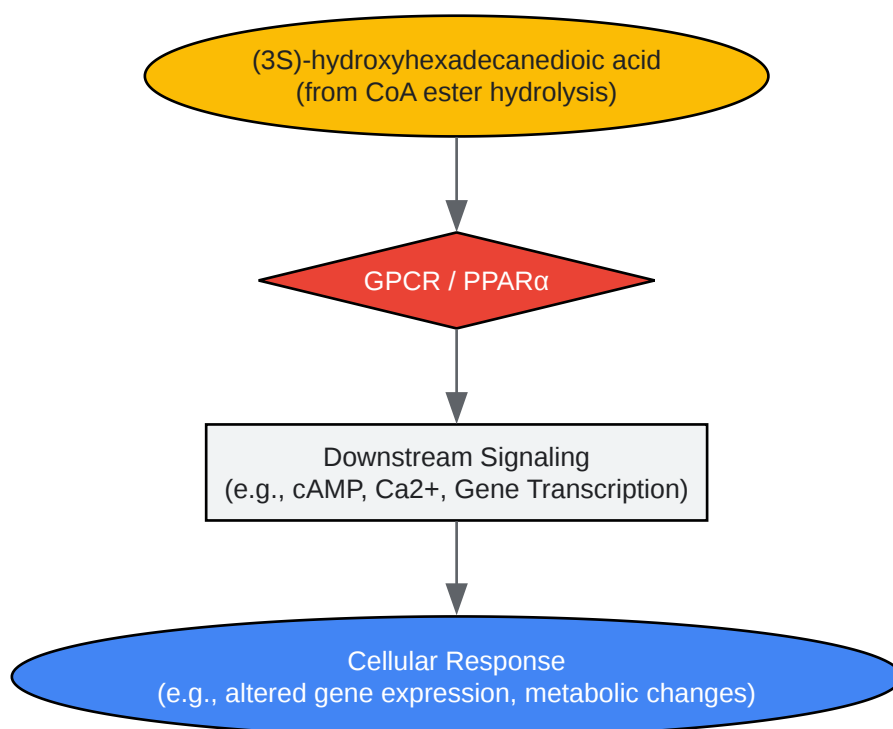 (3S)-hydroxyhexadecanedioic acid
(from CoA ester hydrolysis)
GPCR / PPARα
Downstream Signaling
(e.g., cAMP, Ca2+, Gene Transcription)
Cellular Response
(e.g., altered gene expression, metabolic changes)